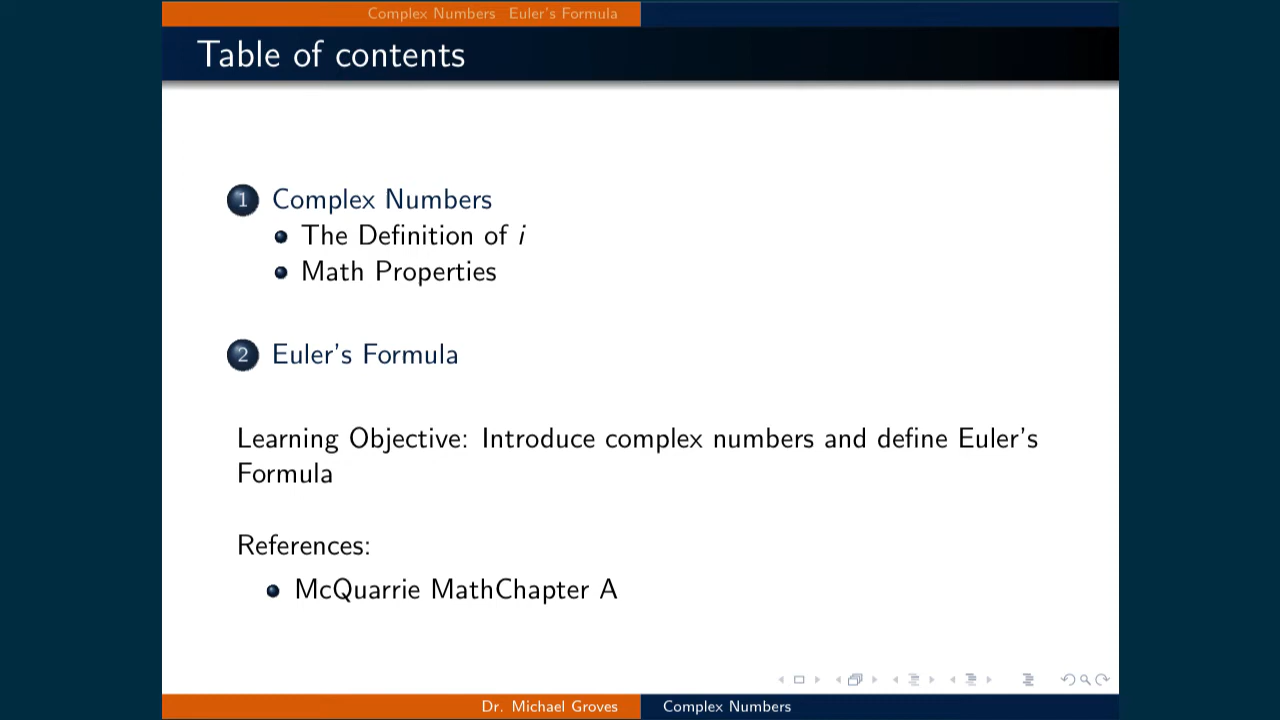 Complex Numbers Euler's Formula
Table of contents
1 Complex Numbers
The Definition of i
Math Properties
2 Euler's Formula
Learning Objective: Introduce complex numbers and define Euler's
Formula
References:
McQuarrie MathChapter A
Dr. Michael Groves Complex Numbers